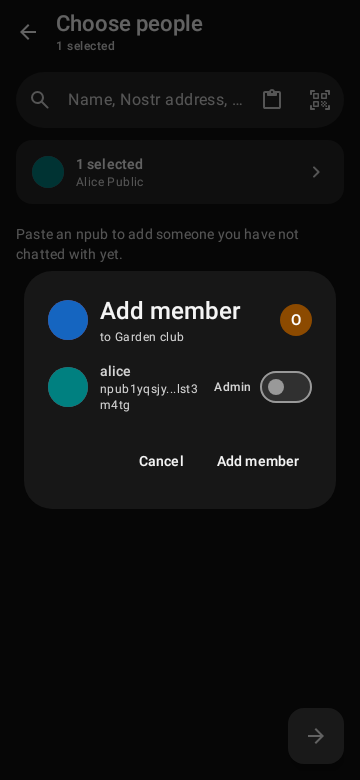 Choose people
1 selected
Name, Nostr address, ...
1 selected
Alice Public
Paste an npub to add someone you have not
chatted with yet.
Add member
O
to Garden club
alice
npub1yqsjy...lst3
m4tg
Admin
Cancel
Add member